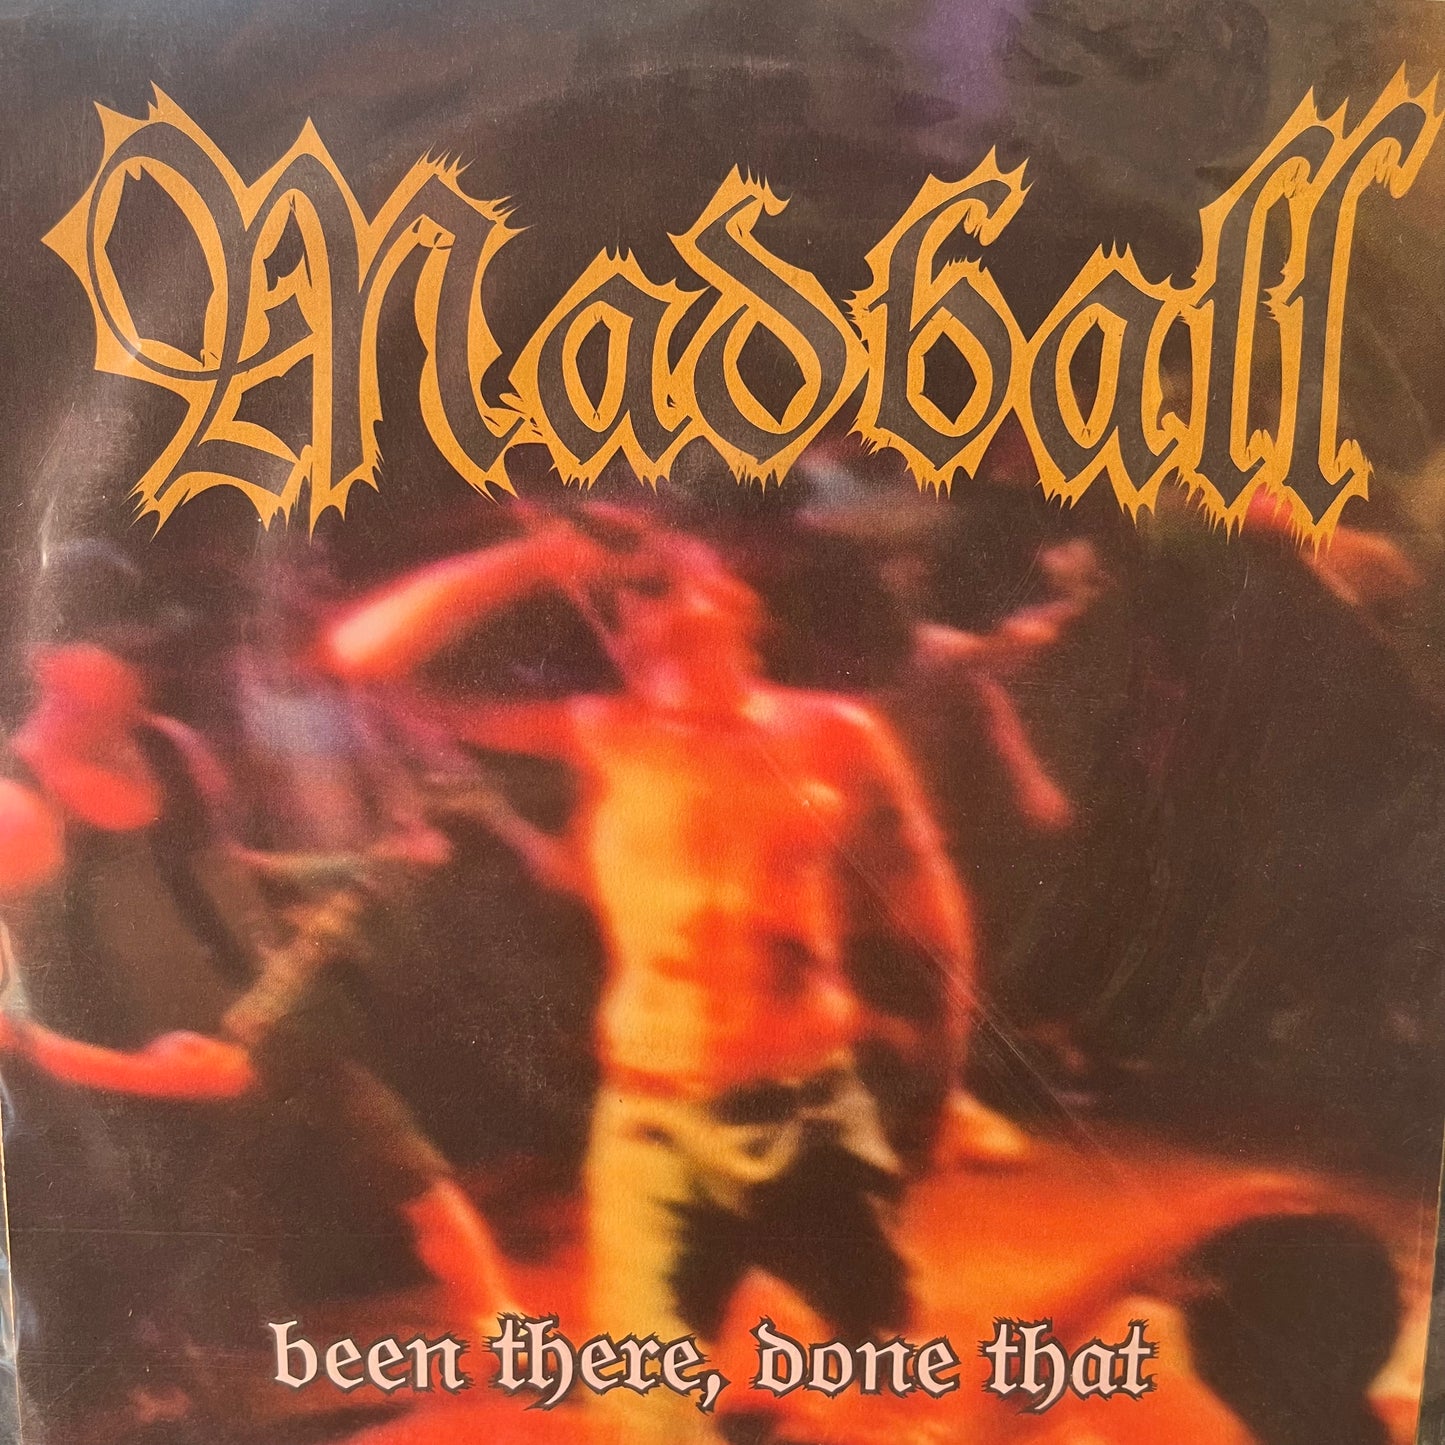 Madball
been there, done that